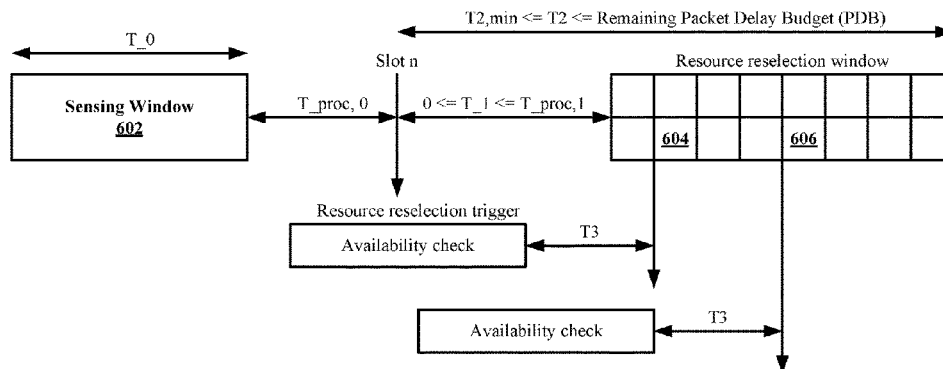 T2,min <= T2 <= Remaining Packet Delay Budget (PDB)
T_0
Slot n
Resource reselection window
Sensing Window
602
T_proc, 0
0 <= T_1 <= T_proc,1
604
606
Resource reselection trigger
Availability check
T3
Availability check
T3